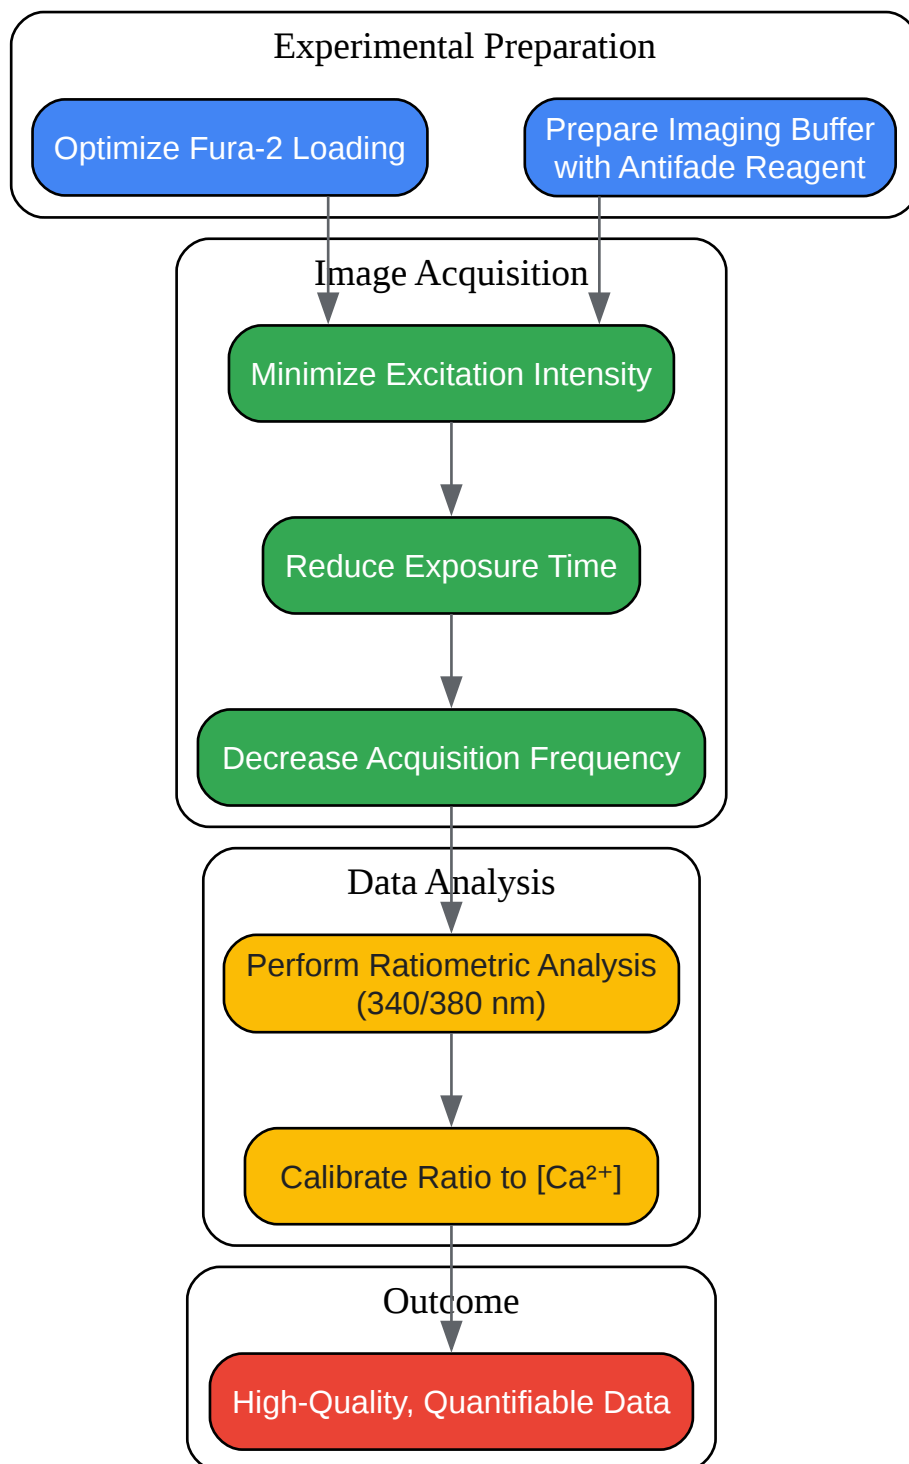 Experimental Preparation
Optimize Fura-2 Loading
Prepare Imaging Buffer
with Antifade Reagent
Image Acquisition
Minimize Excitation Intensity
Reduce Exposure Time
Decrease Acquisition Frequency
Data Analysis
Perform Ratiometric Analysis
(340/380 nm)
Calibrate Ratio to [Ca²⁺]
Outcome
High-Quality, Quantifiable Data